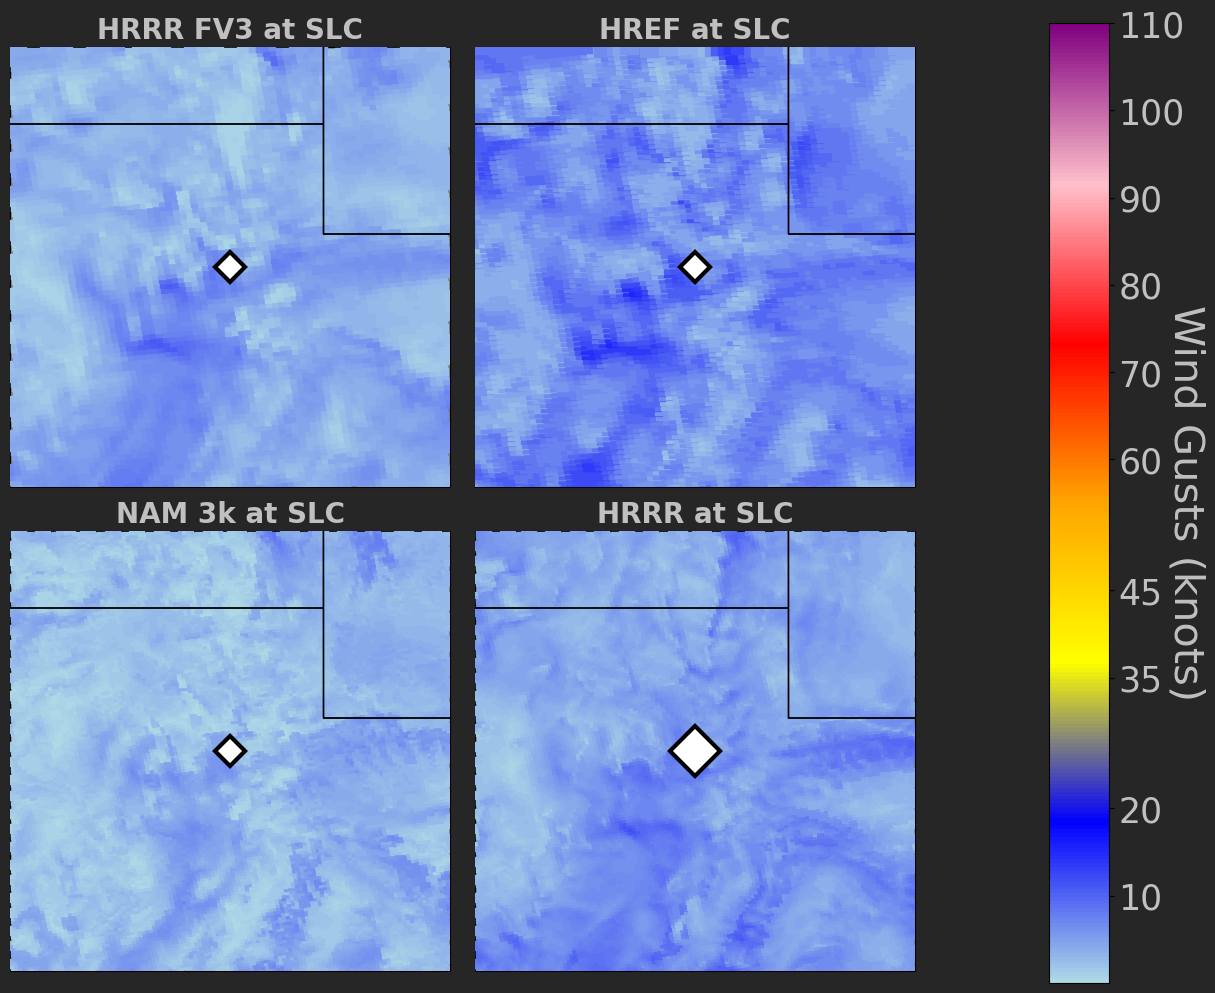 HRRR FV3 at SLC
HREF at SLC
NAM 3k at SLC
HRRR at SLC
110
100
90
80
70
60
45
35
20
10
Wind Gusts (knots)